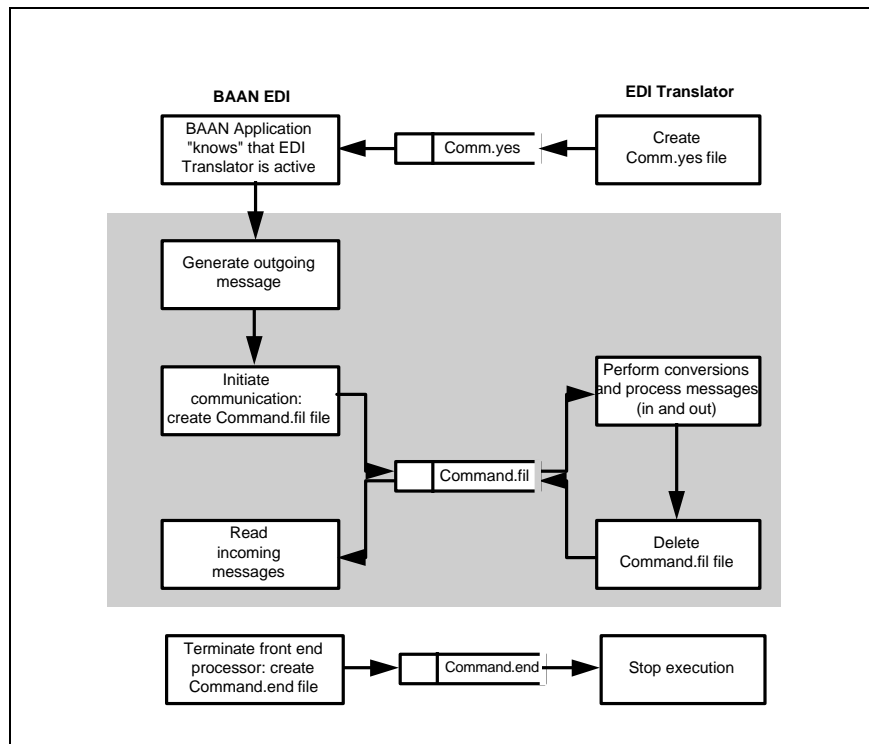 BAAN EDI
EDI Translator
BAAN Application
"knows" that EDI
Translator is active
Comm.yes
Create
Comm.yes file
Generate outgoing
message
Initiate
communication:
create Command.fil file
Perform conversions
and process messages
(in and out)
Command.fil
Read
incoming
messages
Delete
Command.fil file
Terminate front end
processor: create
Command.end file
Command.end
Stop execution